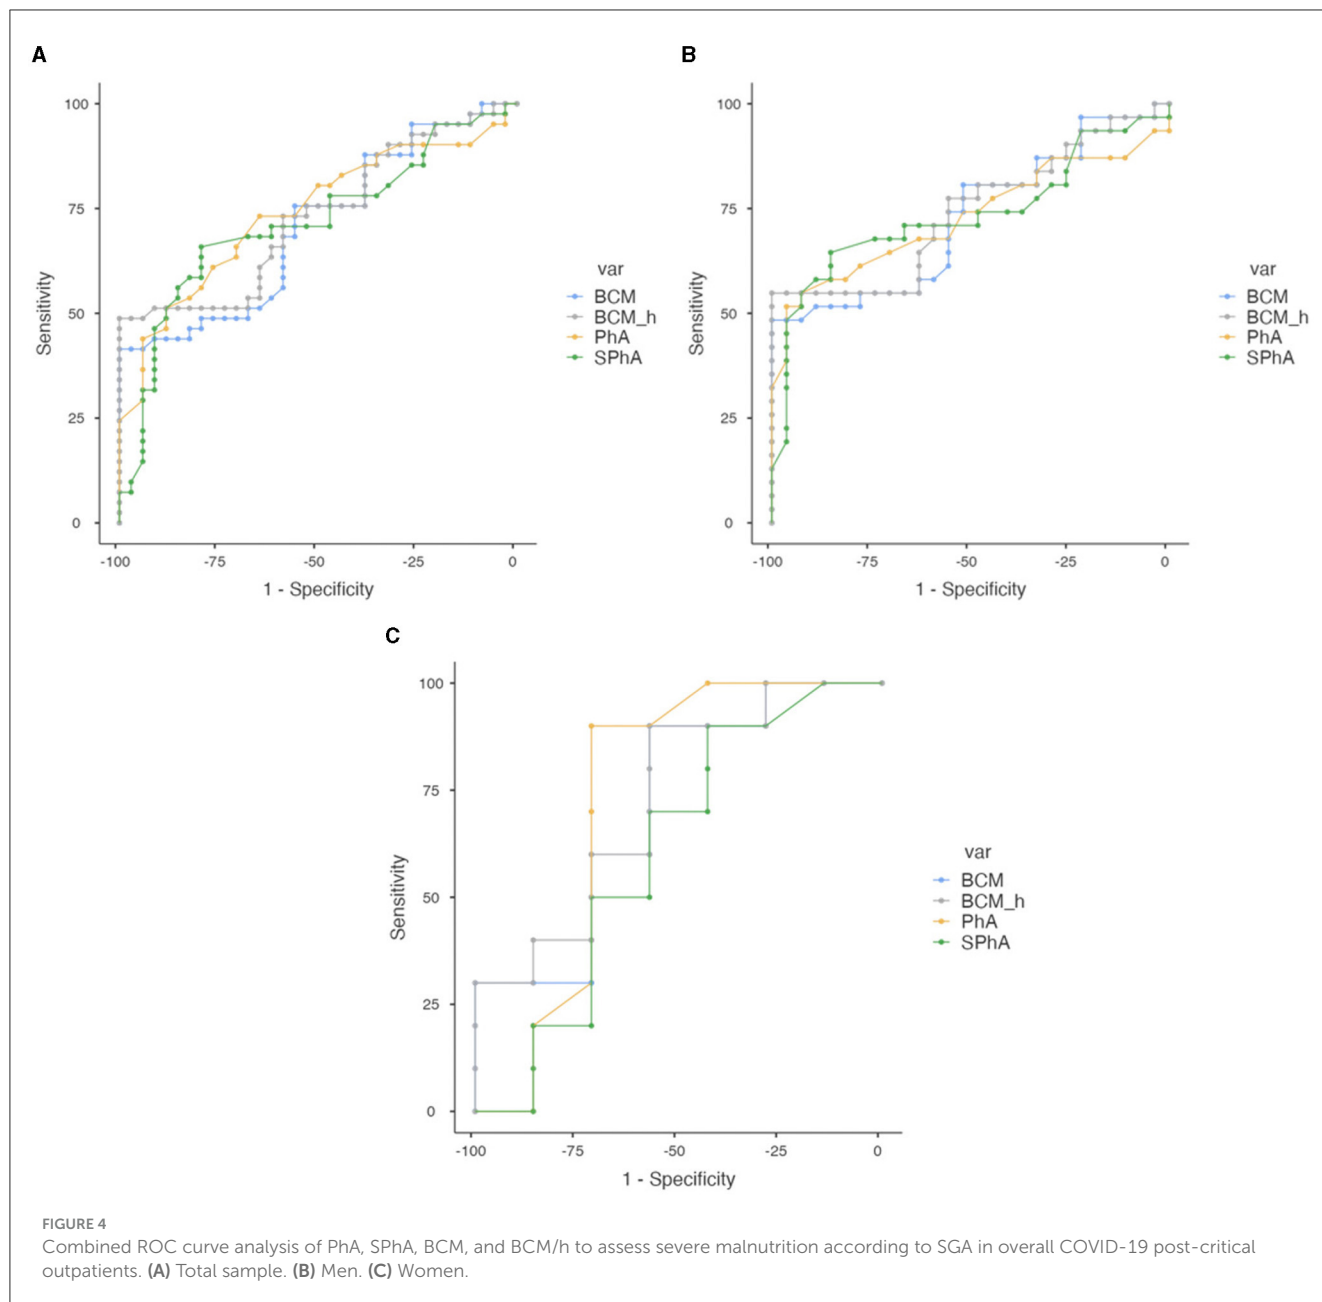 A
100
75
50
25
0
Sensitivity
-100 -75 -50 -25 0
1 - Specificity
var
BCM
BCM_h
PhA
SPhA
B
100
75
50
25
0
Sensitivity
-100 -75 -50 -25 0
1 - Specificity
var
BCM
BCM_h
PhA
SPhA
C
100
75
50
25
0
Sensitivity
-100 -75 -50 -25 0
1 - Specificity
var
BCM
BCM_h
PhA
SPhA
FIGURE 4
Combined ROC curve analysis of PhA, SPhA, BCM, and BCM/h to assess severe malnutrition according to SGA in overall COVID-19 post-critical
outpatients. (A) Total sample. (B) Men. (C) Women.